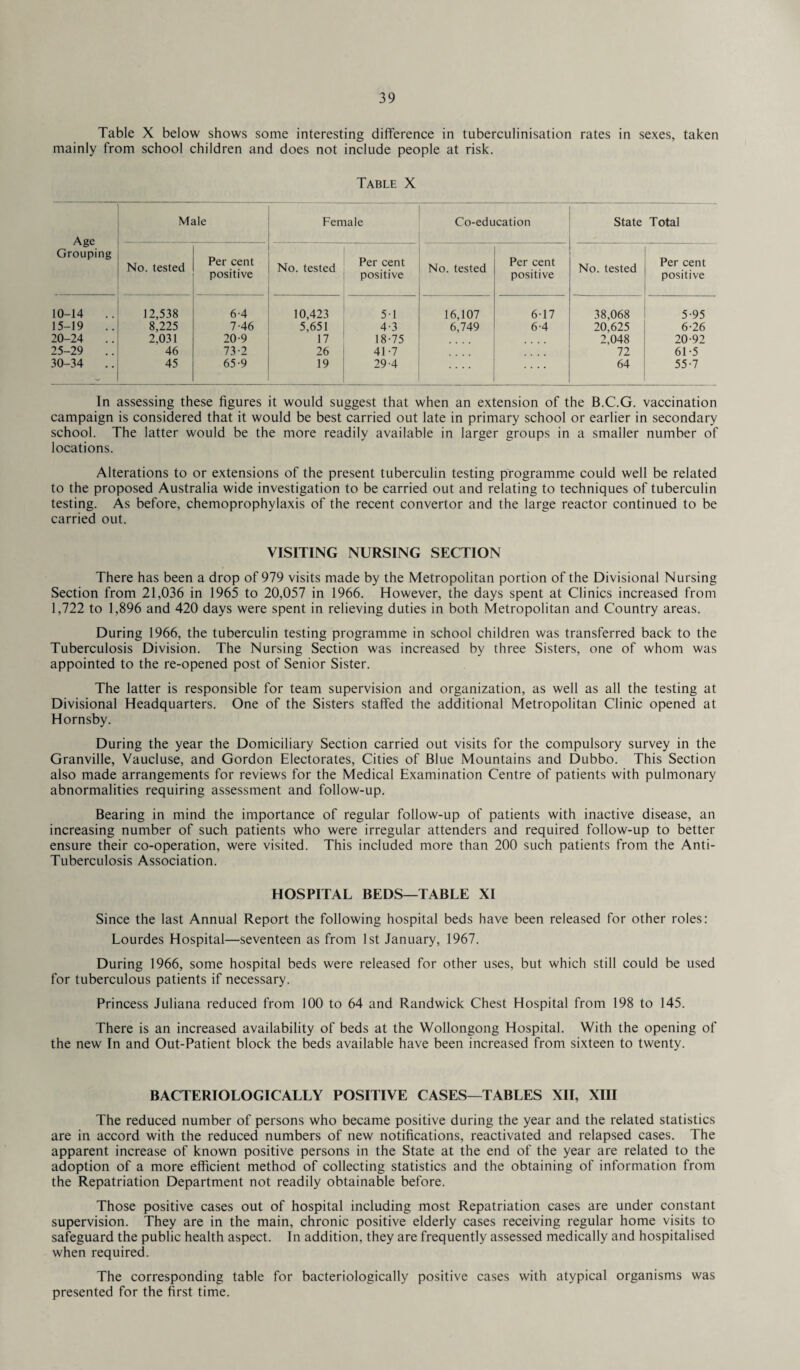 39
Table X below shows some interesting difference in tuberculinisation rates in sexes, taken
mainly from school children and does not include people at risk.
Table X
Age Grouping | Male | Female | Co-education | State Total
No. tested | Per cent positive | No. tested | Per cent positive | No. tested | Per cent positive | No. tested | Per cent positive
10-14 .. | 12,538 | 6·4 | 10,423 | 5·1 | 16,107 | 6·17 | 38,068 | 5·95
15-19 .. | 8,225 | 7·46 | 5,651 | 4·3 | 6,749 | 6·4 | 20,625 | 6·26
20-24 .. | 2,031 | 20·9 | 17 | 18·75 | .... | .... | 2,048 | 20·92
25-29 .. | 46 | 73·2 | 26 | 41·7 | .... | .... | 72 | 61·5
30-34 .. | 45 | 65·9 | 19 | 29·4 | .... | .... | 64 | 55·7
In assessing these figures it would suggest that when an extension of the B.C.G. vaccination
campaign is considered that it would be best carried out late in primary school or earlier in secondary
school. The latter would be the more readily available in larger groups in a smaller number of
locations.
Alterations to or extensions of the present tuberculin testing programme could well be related
to the proposed Australia wide investigation to be carried out and relating to techniques of tuberculin
testing. As before, chemoprophylaxis of the recent convertor and the large reactor continued to be
carried out.
VISITING NURSING SECTION
There has been a drop of 979 visits made by the Metropolitan portion of the Divisional Nursing
Section from 21,036 in 1965 to 20,057 in 1966. However, the days spent at Clinics increased from
1,722 to 1,896 and 420 days were spent in relieving duties in both Metropolitan and Country areas.
During 1966, the tuberculin testing programme in school children was transferred back to the
Tuberculosis Division. The Nursing Section was increased by three Sisters, one of whom was
appointed to the re-opened post of Senior Sister.
The latter is responsible for team supervision and organization, as well as all the testing at
Divisional Headquarters. One of the Sisters staffed the additional Metropolitan Clinic opened at
Hornsby.
During the year the Domiciliary Section carried out visits for the compulsory survey in the
Granville, Vaucluse, and Gordon Electorates, Cities of Blue Mountains and Dubbo. This Section
also made arrangements for reviews for the Medical Examination Centre of patients with pulmonary
abnormalities requiring assessment and follow-up.
Bearing in mind the importance of regular follow-up of patients with inactive disease, an
increasing number of such patients who were irregular attenders and required follow-up to better
ensure their co-operation, were visited. This included more than 200 such patients from the Anti-
Tuberculosis Association.
HOSPITAL BEDS—TABLE XI
Since the last Annual Report the following hospital beds have been released for other roles:
Lourdes Hospital—seventeen as from 1st January, 1967.
During 1966, some hospital beds were released for other uses, but which still could be used
for tuberculous patients if necessary.
Princess Juliana reduced from 100 to 64 and Randwick Chest Hospital from 198 to 145.
There is an increased availability of beds at the Wollongong Hospital. With the opening of
the new In and Out-Patient block the beds available have been increased from sixteen to twenty.
BACTERIOLOGICALLY POSITIVE CASES—TABLES XII, XIII
The reduced number of persons who became positive during the year and the related statistics
are in accord with the reduced numbers of new notifications, reactivated and relapsed cases. The
apparent increase of known positive persons in the State at the end of the year are related to the
adoption of a more efficient method of collecting statistics and the obtaining of information from
the Repatriation Department not readily obtainable before.
Those positive cases out of hospital including most Repatriation cases are under constant
supervision. They are in the main, chronic positive elderly cases receiving regular home visits to
safeguard the public health aspect. In addition, they are frequently assessed medically and hospitalised
when required.
The corresponding table for bacteriologically positive cases with atypical organisms was
presented for the first time.